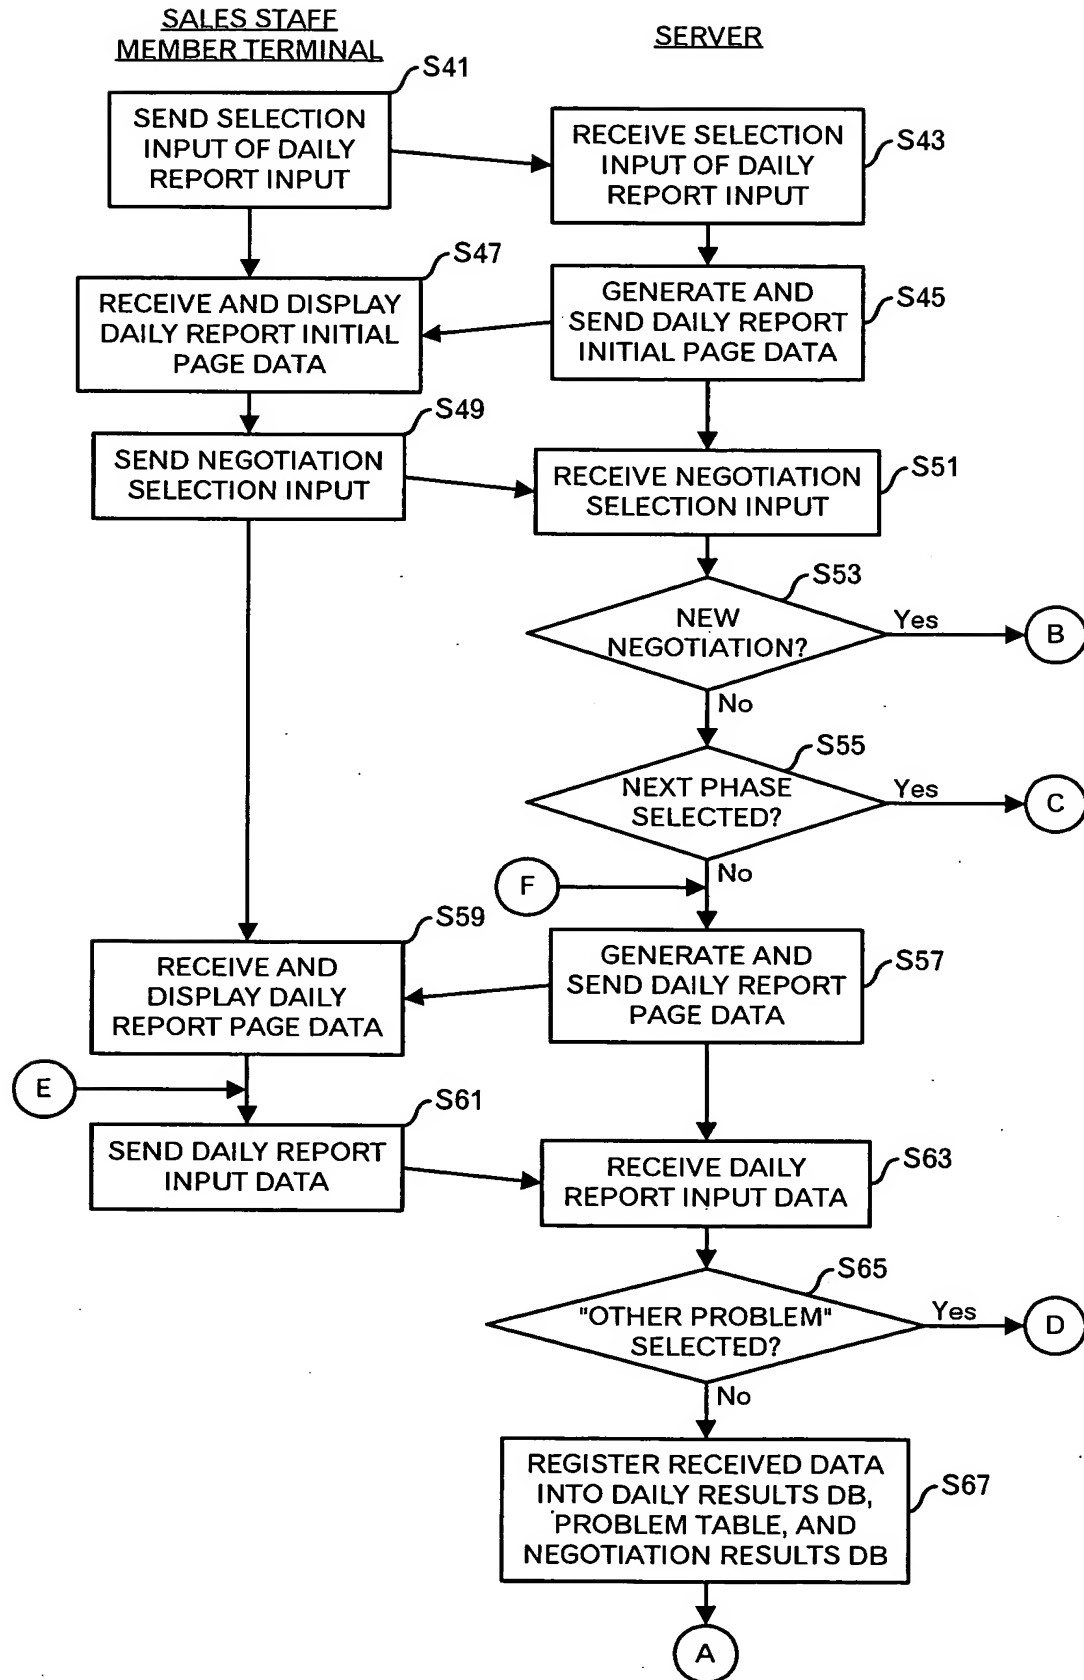 SALES STAFF
MEMBER TERMINAL
SERVER
S41
SEND SELECTION
INPUT OF DAILY
REPORT INPUT
S43
RECEIVE SELECTION
INPUT OF DAILY
REPORT INPUT
S47
RECEIVE AND DISPLAY
DAILY REPORT INITIAL
PAGE DATA
S45
GENERATE AND
SEND DAILY REPORT
INITIAL PAGE DATA
S49
SEND NEGOTIATION
SELECTION INPUT
S51
RECEIVE NEGOTIATION
SELECTION INPUT
S53
NEW
NEGOTIATION?
Yes
B
No
S55
NEXT PHASE
SELECTED?
Yes
C
No
F
S59
RECEIVE AND
DISPLAY DAILY
REPORT PAGE DATA
S57
GENERATE AND
SEND DAILY REPORT
PAGE DATA
E
S61
SEND DAILY REPORT
INPUT DATA
S63
RECEIVE DAILY
REPORT INPUT DATA
S65
"OTHER PROBLEM"
SELECTED?
Yes
D
No
S67
REGISTER RECEIVED DATA
INTO DAILY RESULTS DB,
PROBLEM TABLE, AND
NEGOTIATION RESULTS DB
A